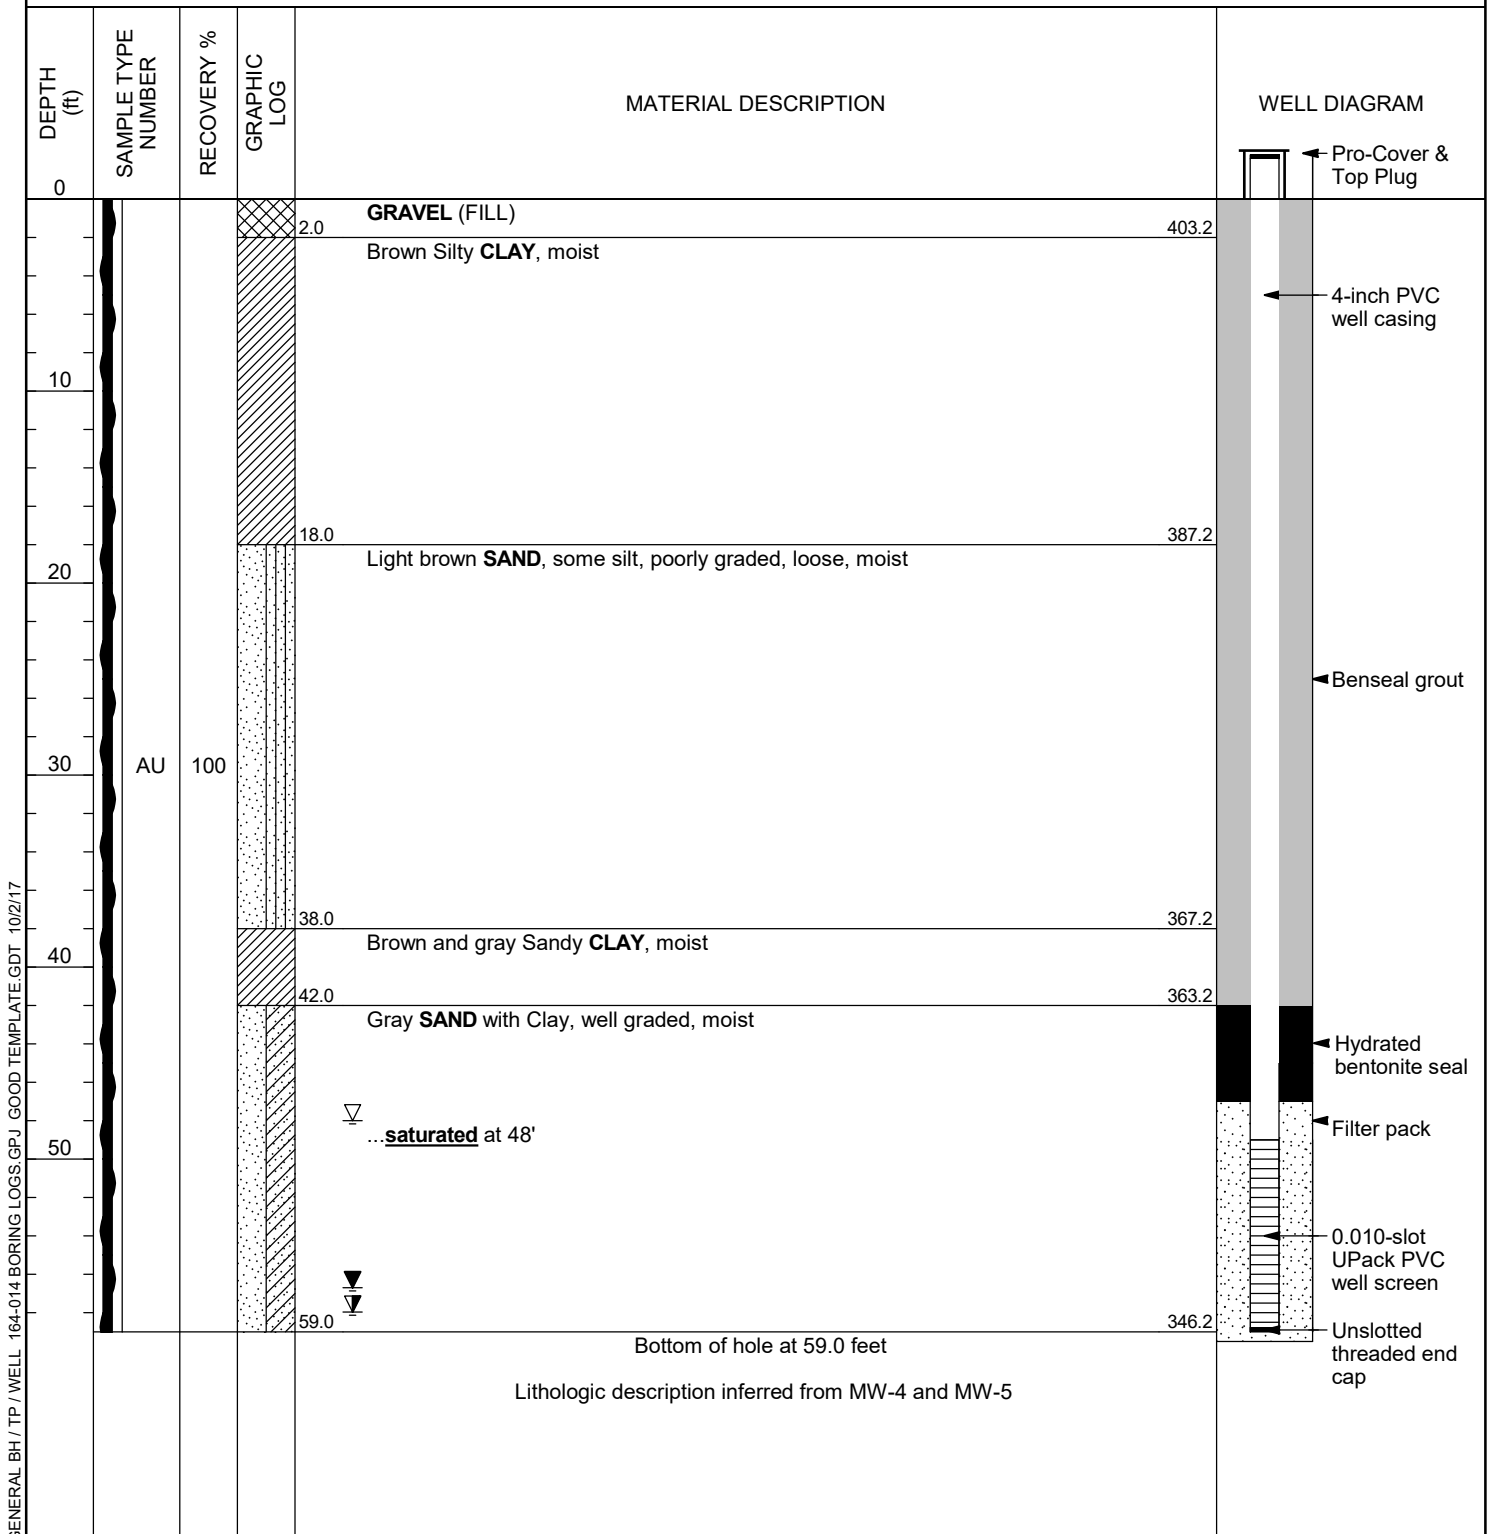 DEPTH
(ft)
SAMPLE TYPE
NUMBER
RECOVERY %
GRAPHIC
LOG
MATERIAL DESCRIPTION
WELL DIAGRAM
Pro-Cover &
Top Plug
0
GRAVEL (FILL)
2.0
403.2
Brown Silty CLAY, moist
4-inch PVC
well casing
10
18.0
387.2
Light brown SAND, some silt, poorly graded, loose, moist
20
Benseal grout
30
AU
100
38.0
367.2
Brown and gray Sandy CLAY, moist
40
42.0
363.2
Gray SAND with Clay, well graded, moist
Hydrated
bentonite seal
...saturated at 48'
Filter pack
50
0.010-slot
UPack PVC
well screen
59.0
346.2
Bottom of hole at 59.0 feet
Unslotted
threaded end
cap
Lithologic description inferred from MW-4 and MW-5
GENERAL BH / TP / WELL 164-014 BORING LOGS.GPJ GOOD TEMPLATE.GDT 10/2/17